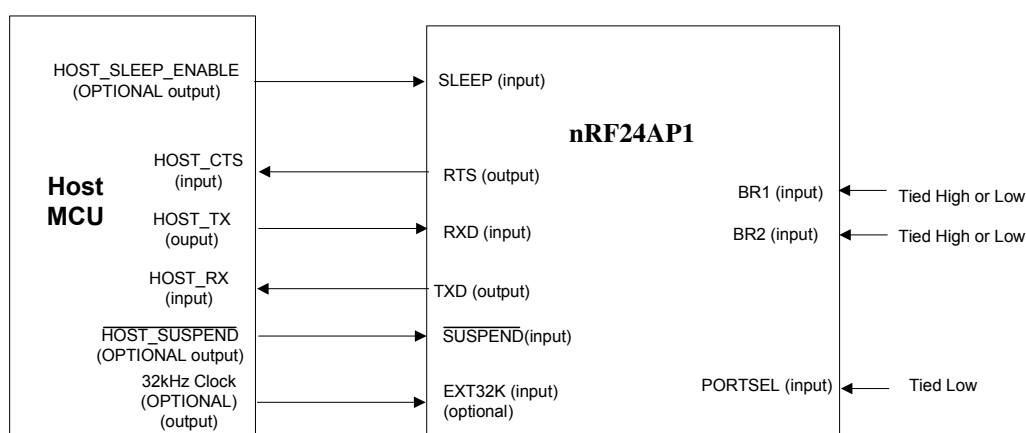 HOST_SLEEP_ENABLE
(OPTIONAL output)
SLEEP (input)
nRF24AP1
Host
MCU
HOST_CTS
(input)
RTS (output)
BR1 (input)
Tied High or Low
HOST_TX
(ouput)
RXD (input)
BR2 (input)
Tied High or Low
HOST_RX
(input)
TXD (output)
HOST_SUSPEND
(OPTIONAL output)
SUSPEND(input)
32kHz Clock
(OPTIONAL)
(output)
EXT32K (input)
(optional)
PORTSEL (input)
Tied Low